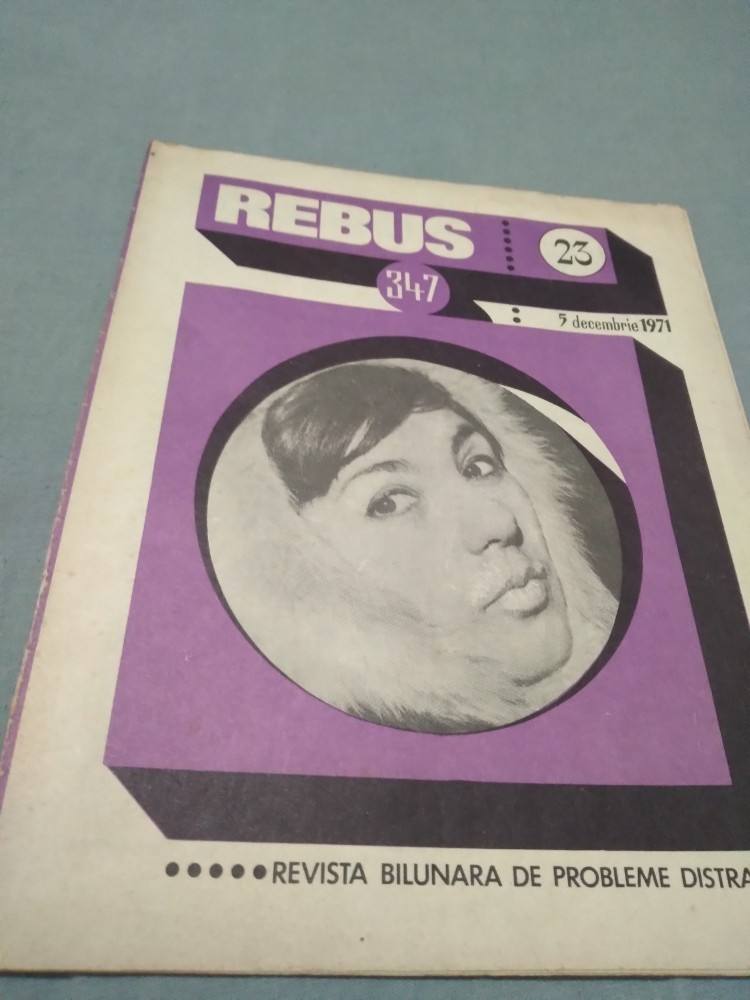 REBUS
23
347
5 decembrie 1971
REVISTA BILUNARA DE PROBLEME DISTRA